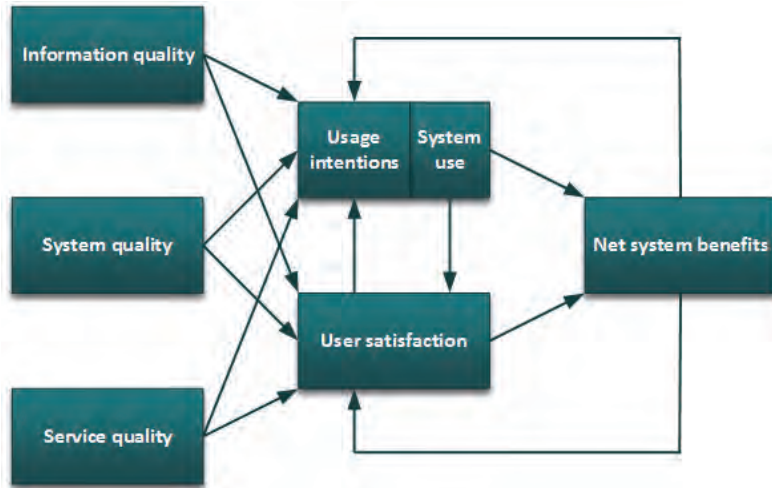 Information quality
Usage
intentions
System
use
System quality
Net system benefits
User satisfaction
Service quality